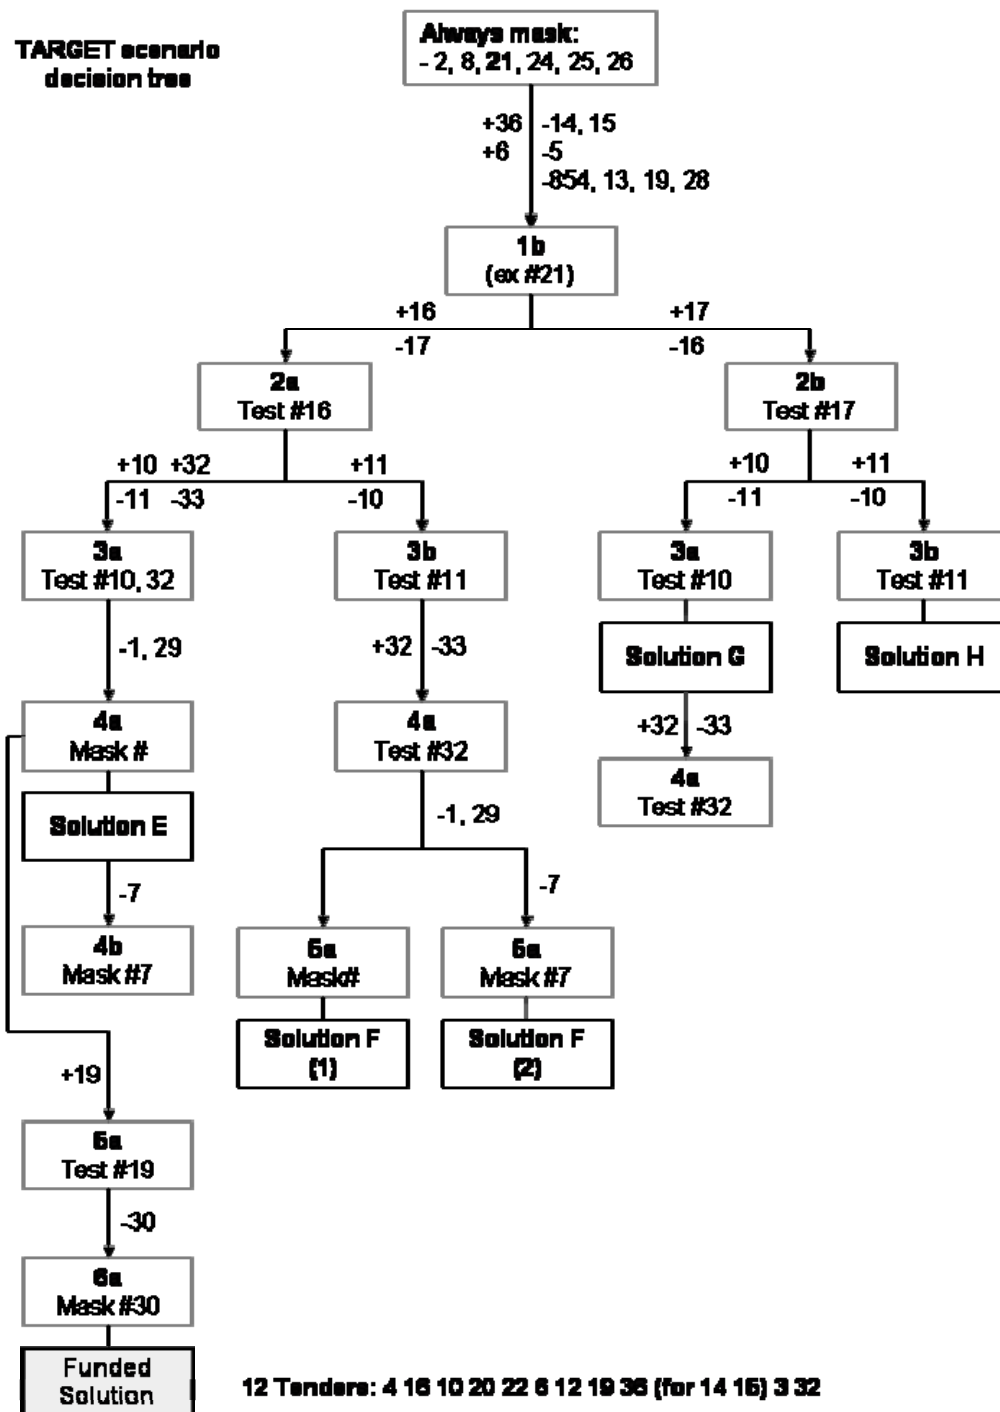 TARGET scenario
decision tree
Always mask:
- 2, 8, 21, 24, 25, 26
+36 -14, 15
+6 -5
-854, 13, 19, 28
1b
(ex #21)
+16 +17
-17 -16
2a
Test #16
2b
Test #17
+10 +32 +11
-11 -33 -10
+10 +11
-11 -10
3a
Test #10, 32
3b
Test #11
3a
Test #10
3b
Test #11
-1, 29
+32 -33
Solution G
Solution H
4a
Mask #
4a
Test #32
+32 -33
4a
Test #32
Solution E
-1, 29
-7
-7
4b
Mask #7
5a
Mask#
5a
Mask #7
Solution F
(1)
Solution F
(2)
+19
5a
Test #19
-30
6a
Mask #30
Funded
Solution
12 Tenders: 4 16 10 20 22 6 12 19 36 (for 14 15) 3 32